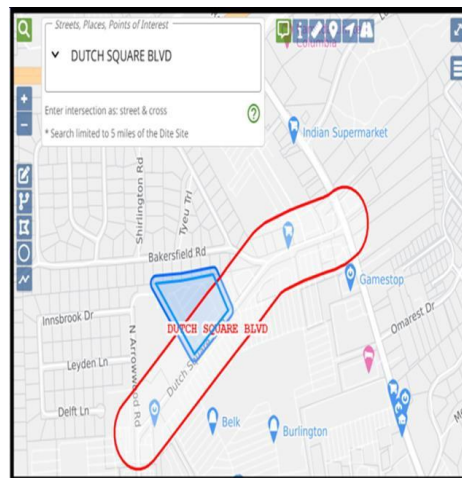 Streets, Places, Points of Interest
DUTCH SQUARE BLVD
Enter intersection as: street & cross
* Search limited to 5 miles of the Dite Site
Columbia
Indian Supermarket
Shirlington Rd
Tyeu Trl
Bakersfield Rd
Gamestop
Innsbrook Dr
DUTCH SQUARE BLVD
Omarest Dr
N Arrowwood Rd
Leyden Ln
Dutch Sq
Delft Ln
Belk
Burlington